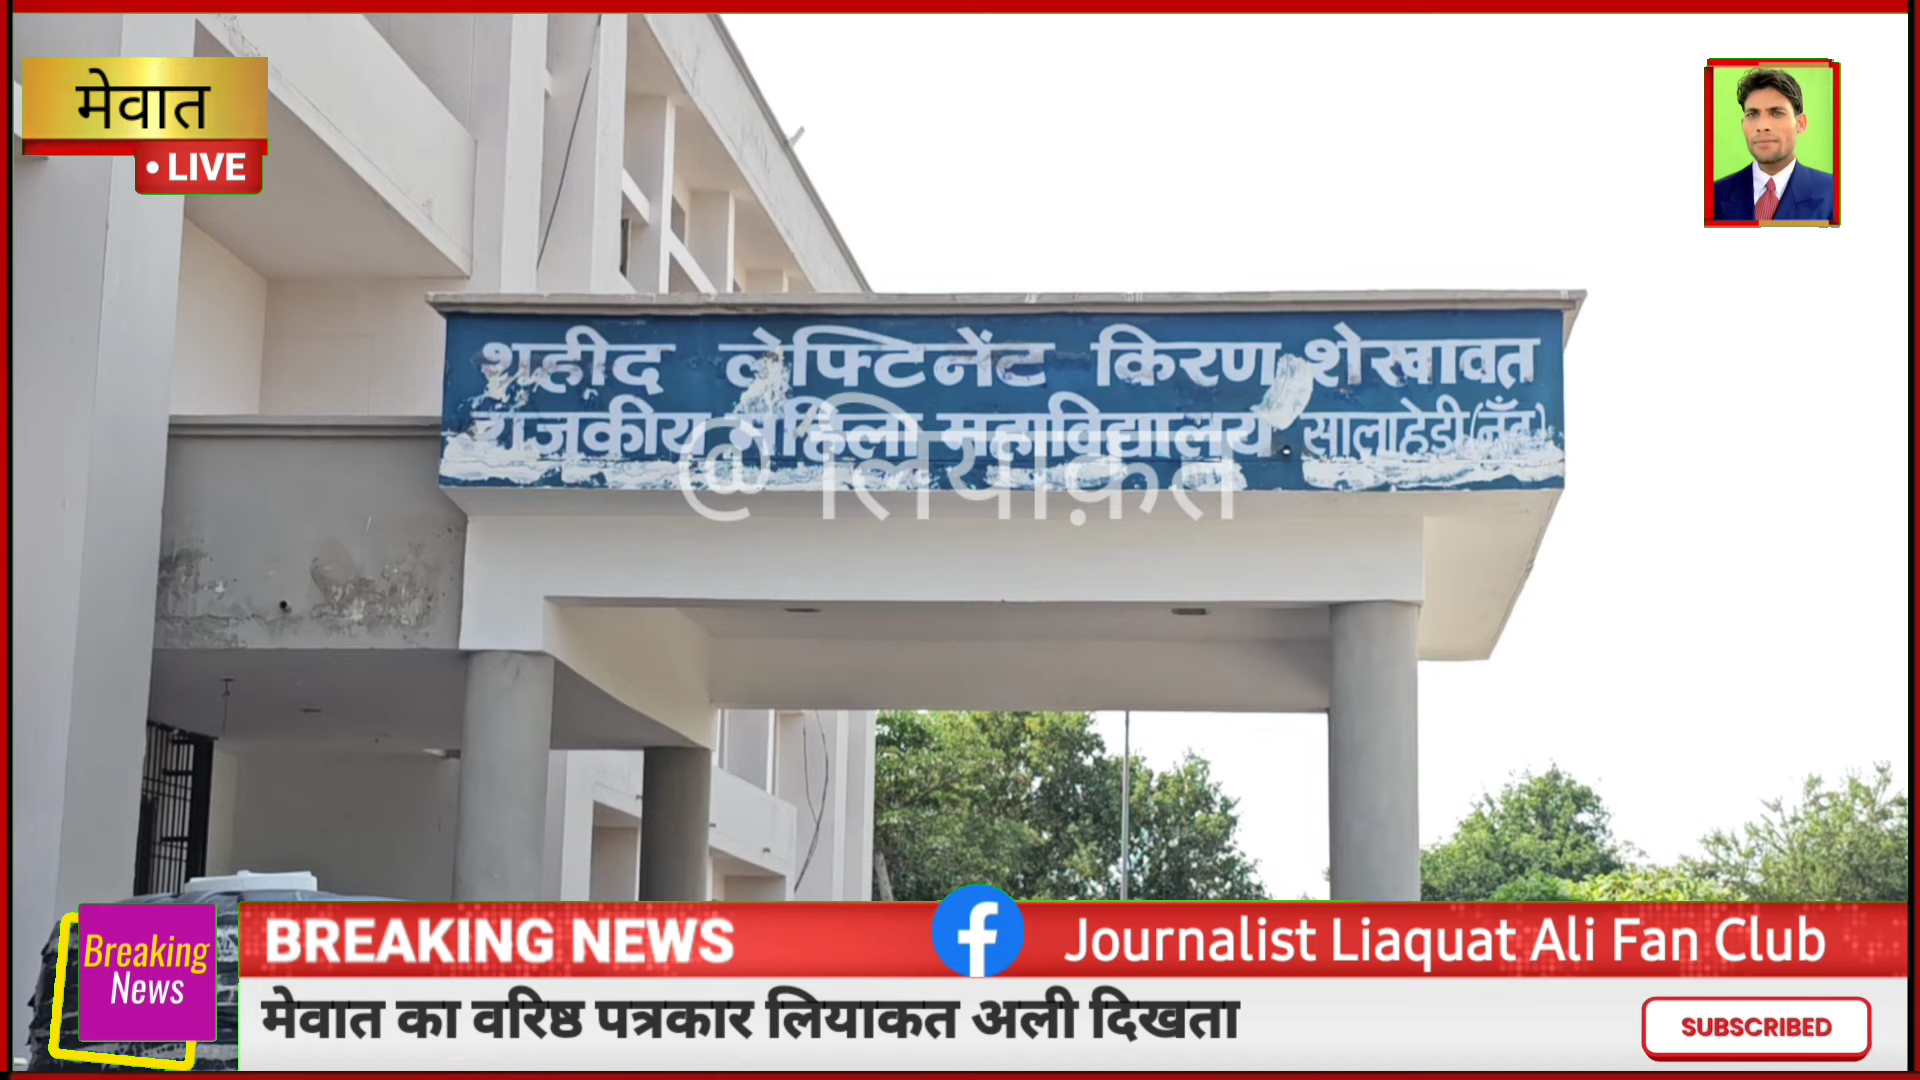 मेवात
• LIVE
शहीद लेफ्टिनेंट किरण शेखावत
राजकीय महिला महाविद्यालय सालाहेडी (नूँह)
@ लियाक़त
BREAKING NEWS
Journalist Liaquat Ali Fan Club
Breaking
News
मेवात का वरिष्ठ पत्रकार लियाकत अली दिखता
SUBSCRIBED